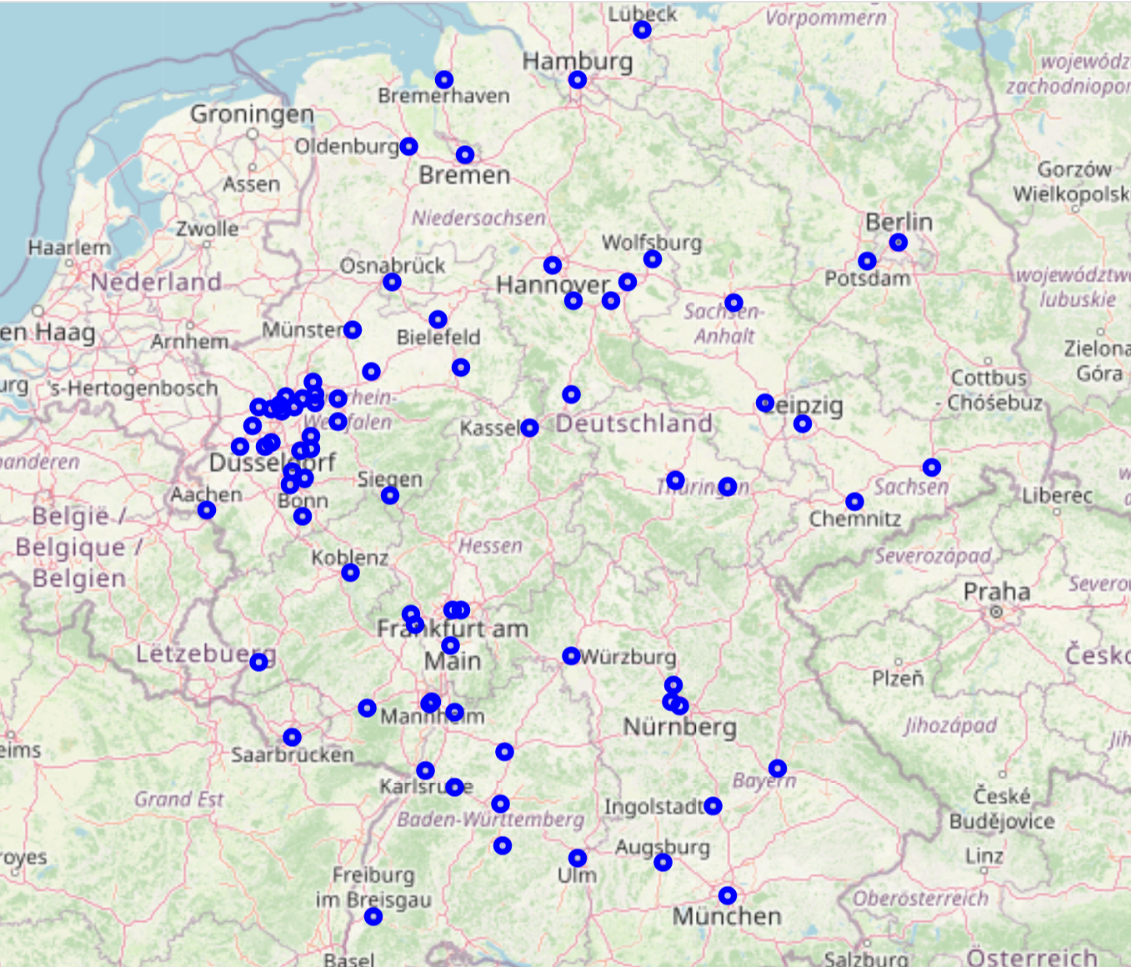 Lübeck
Vorpommern
Hamburg
wojewódz
zachodniopor
Bremerhaven
Groningen
Oldenburg
Bremen
Assen
Gorzów
Wielkopolsk
Niedersachsen
Zwolle
Berlin
Haarlem
Wolfsburg
Osnabrück
Potsdam
Nederland
Hannover
województw
lubuskie
Sachsen-
Anhalt
en Haag
Münster
Bielefeld
Arnhem
Zielona
Góra
urg
's-Hertogenbosch
Cottbus
- Chóśebuz
rhein-
Westfalen
Leipzig
Kassel
Deutschland
anderen
Düsseldorf
Siegen
Aachen
Bonn
Thüringen
Sachsen
Liberec
België /
Belgique /
Belgien
Chemnitz
Hessen
Koblenz
Severozápad
Praha
Severo
Frankfurt am
Main
Lëtzebuerg
Würzburg
Česko
Plzeň
Mannheim
Nürnberg
Jihozápad
Jih
eims
Saarbrücken
Karlsruhe
Bayern
Grand Est
Ingolstadt
České
Budějovice
Baden-Württemberg
Augsburg
royes
Linz
Ulm
Freiburg
im Breisgau
Oberösterreich
München
Basel
Salzburg
Österreich